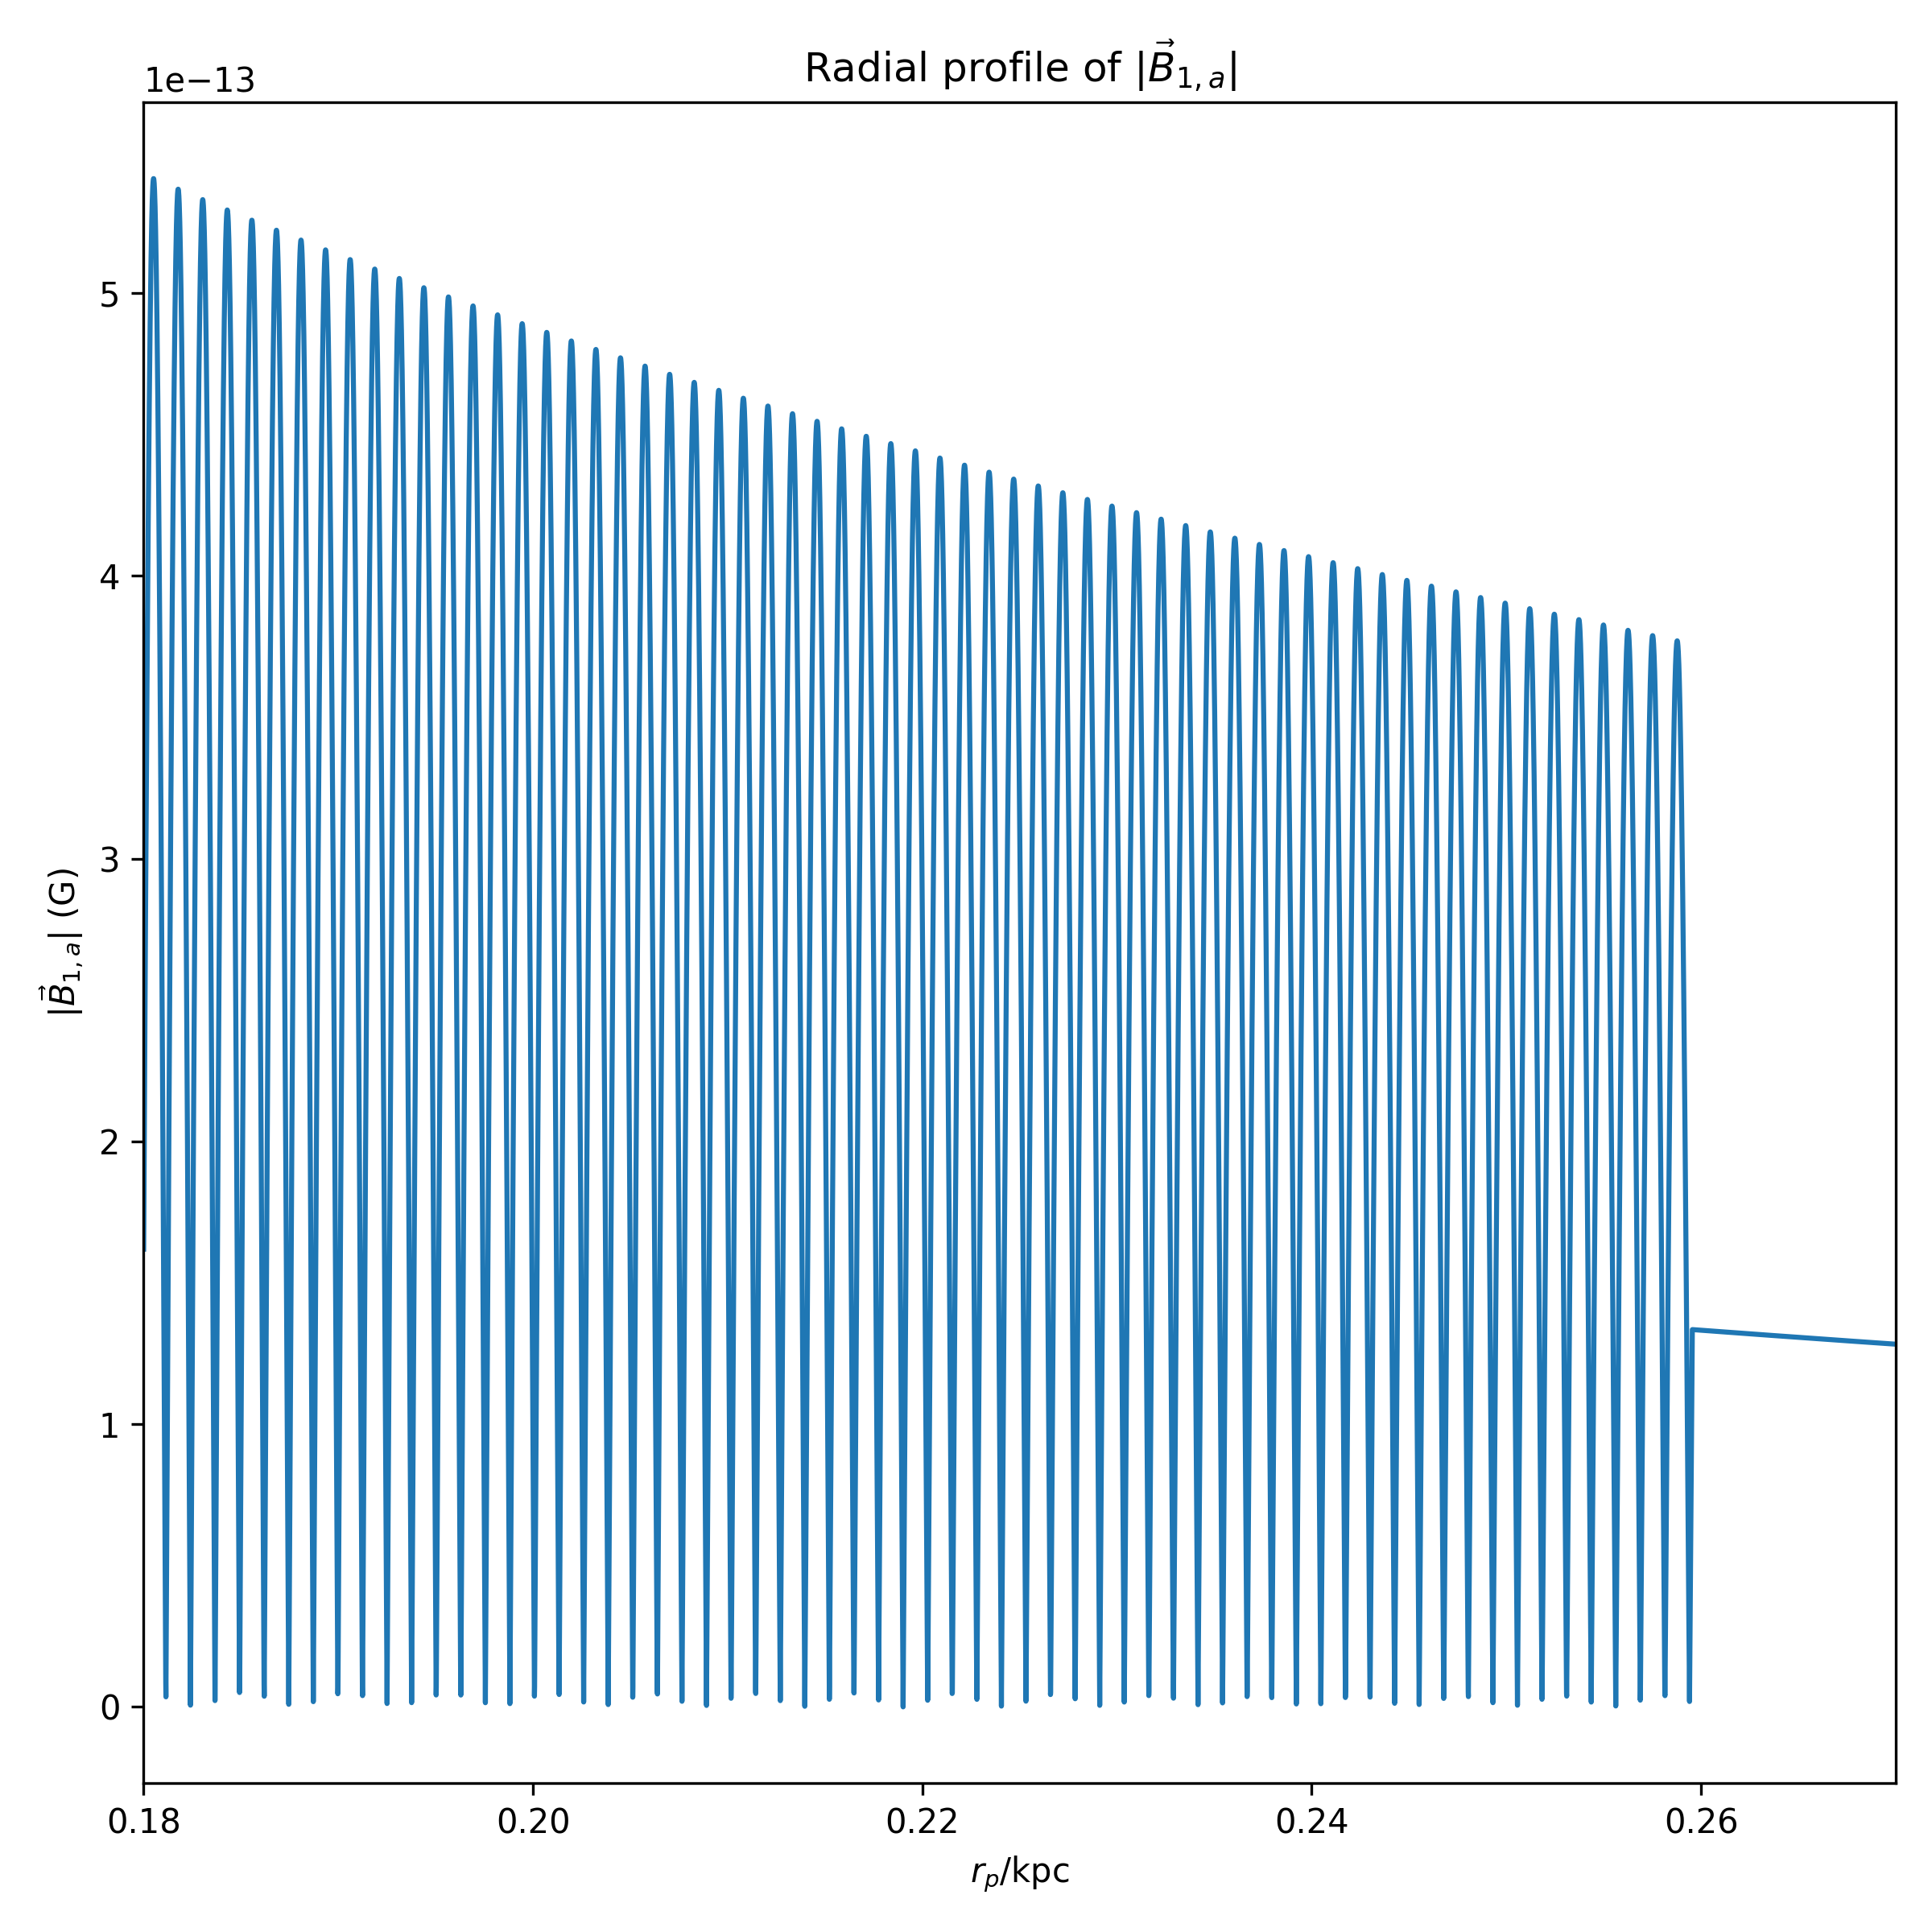 Radial profile of |B⃗₁,ₐ|
1e−13
5
4
3
2
1
0
|B⃗₁,ₐ| (G)
0.18 0.20 0.22 0.24 0.26
rₚ/kpc